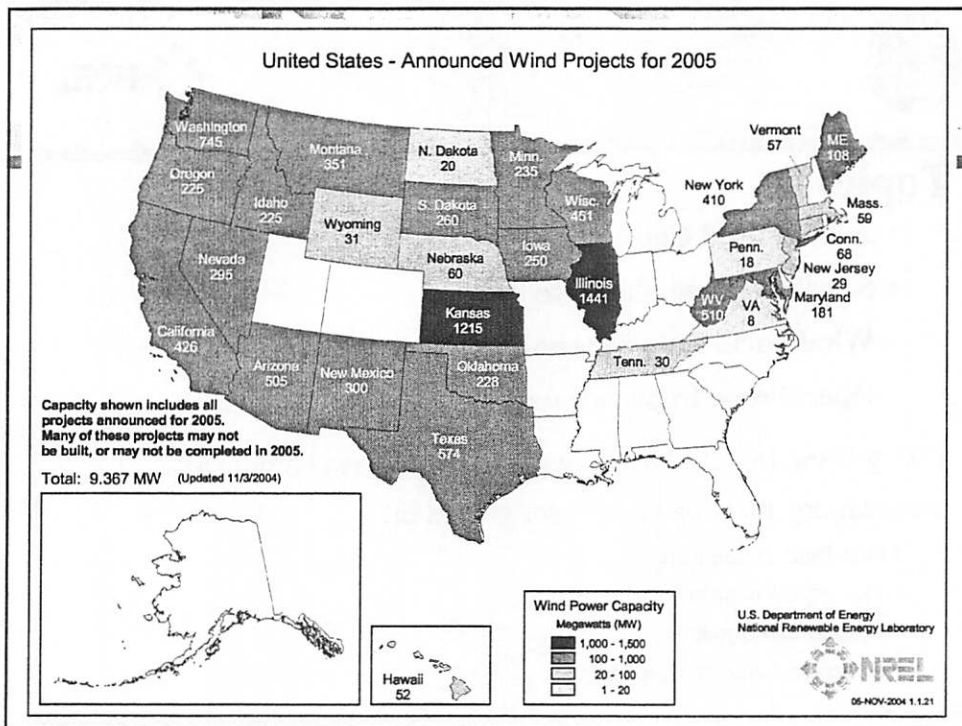 United States - Announced Wind Projects for 2005
Washington
745
Oregon
225
Idaho
225
Montana
351
N. Dakota
20
Minn.
235
S. Dakota
260
Wisc.
451
Wyoming
31
Nebraska
60
Iowa
250
Nevada
295
California
426
Arizona
505
New Mexico
300
Kansas
1215
Illinois
1441
Oklahoma
228
Texas
574
Tenn. 30
WV
510
VA
8
Penn.
18
New York
410
Vermont
57
ME
108
Mass.
59
Conn.
68
New Jersey
29
Maryland
181
Capacity shown includes all
projects announced for 2005.
Many of these projects may not
be built, or may not be completed in 2005.
Total: 9.367 MW (Updated 11/3/2004)
Hawaii
52
Wind Power Capacity
Megawatts (MW)
1,000 - 1,500
100 - 1,000
20 - 100
1 - 20
U.S. Department of Energy
National Renewable Energy Laboratory
NREL
05-NOV-2004 1.1.21